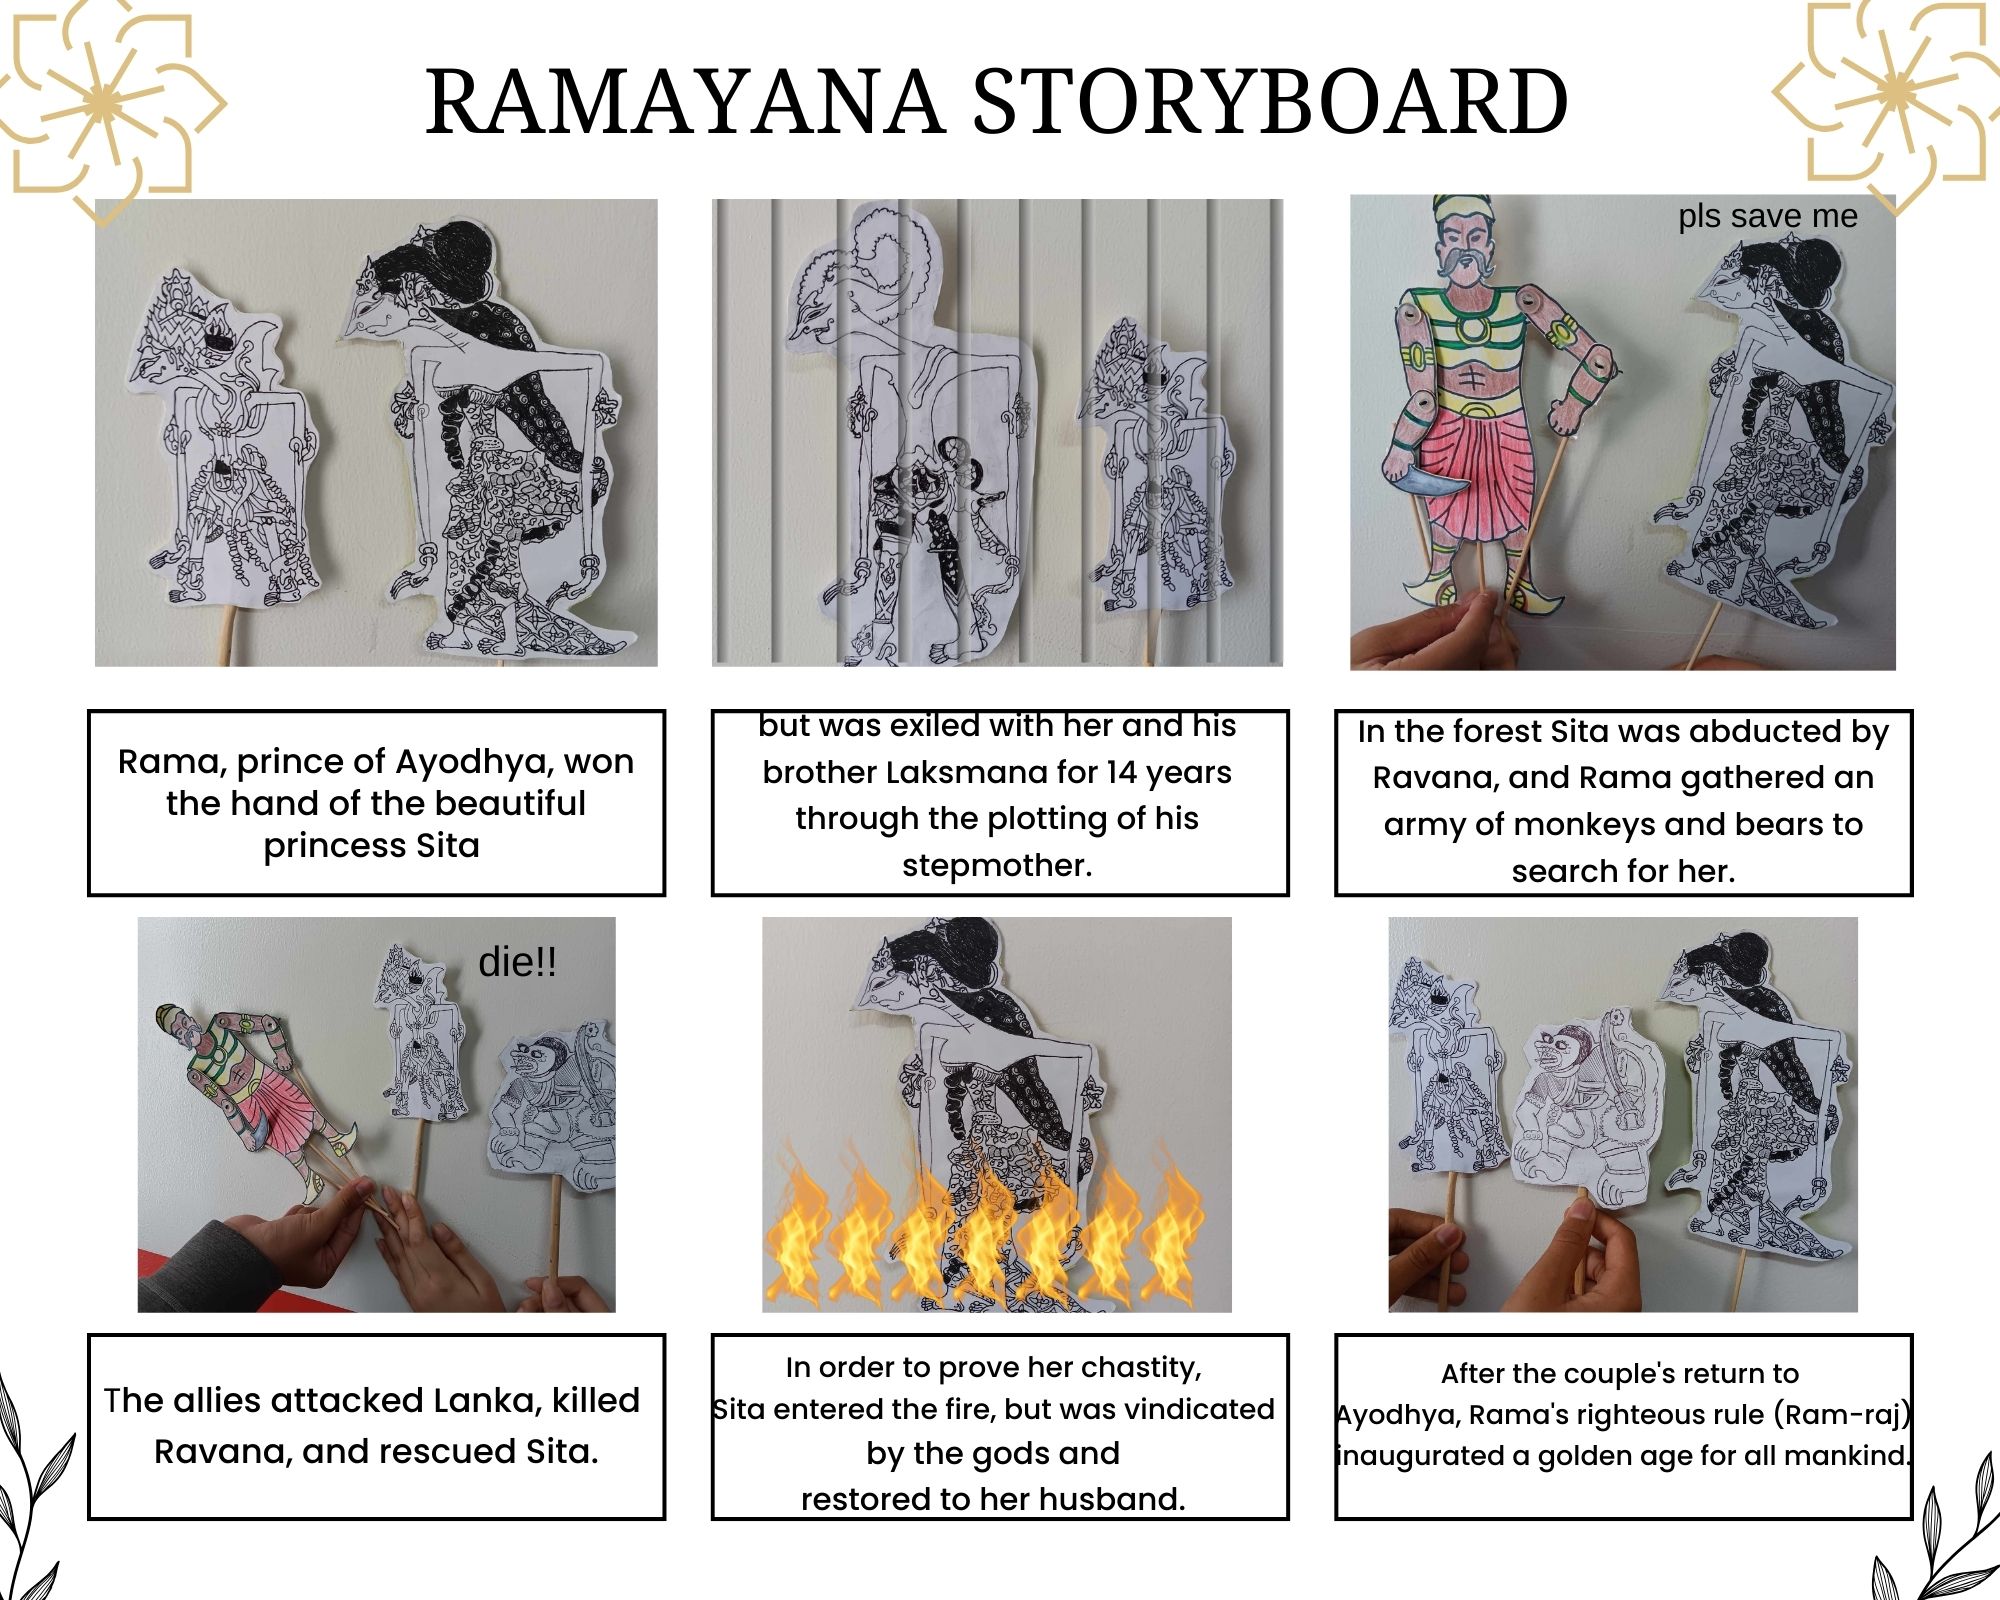 RAMAYANA STORYBOARD
pls save me
Rama, prince of Ayodhya, won
the hand of the beautiful
princess Sita
but was exiled with her and his
brother Laksmana for 14 years
through the plotting of his
stepmother.
In the forest Sita was abducted by
Ravana, and Rama gathered an
army of monkeys and bears to
search for her.
die!!
The allies attacked Lanka, killed
Ravana, and rescued Sita.
In order to prove her chastity,
Sita entered the fire, but was vindicated
by the gods and
restored to her husband.
After the couple's return to
Ayodhya, Rama's righteous rule (Ram-raj)
inaugurated a golden age for all mankind.